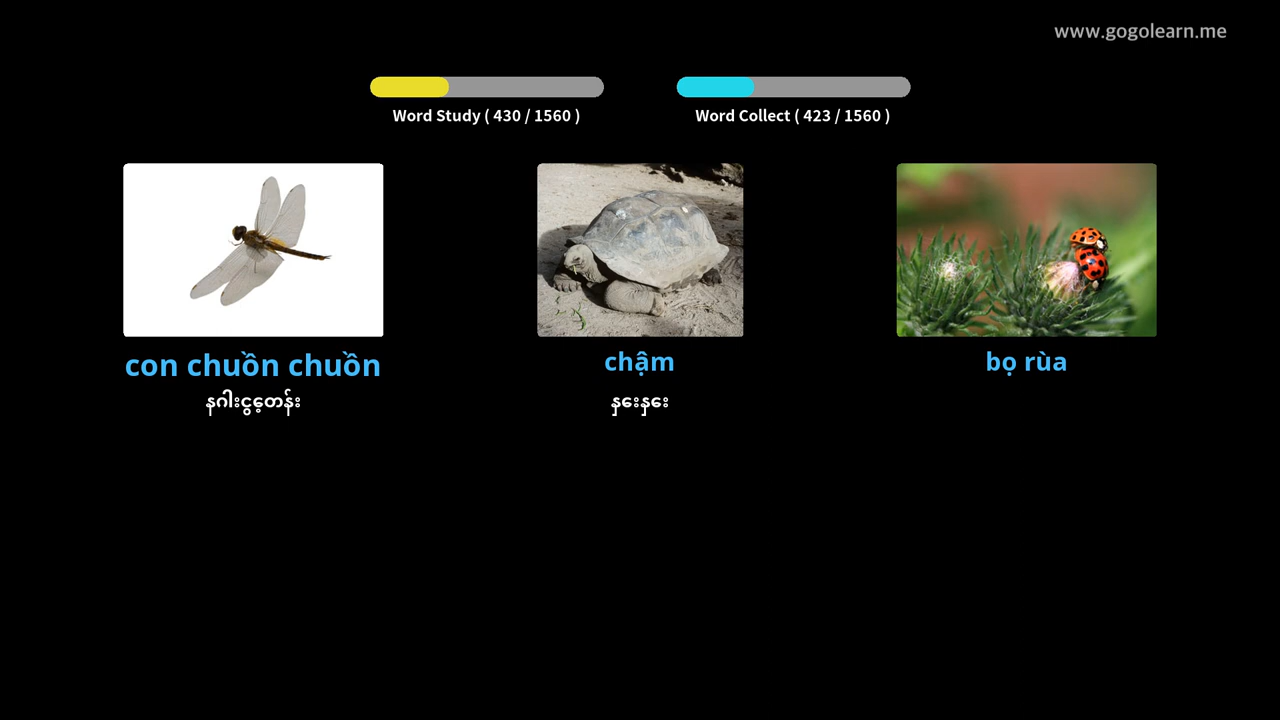 www.gogolearn.me
Word Study ( 430 / 1560 )
Word Collect ( 423 / 1560 )
con chuồn chuồn
နဂါးငွေ့တန်း
chậm
နှေးနှေး
bọ rùa